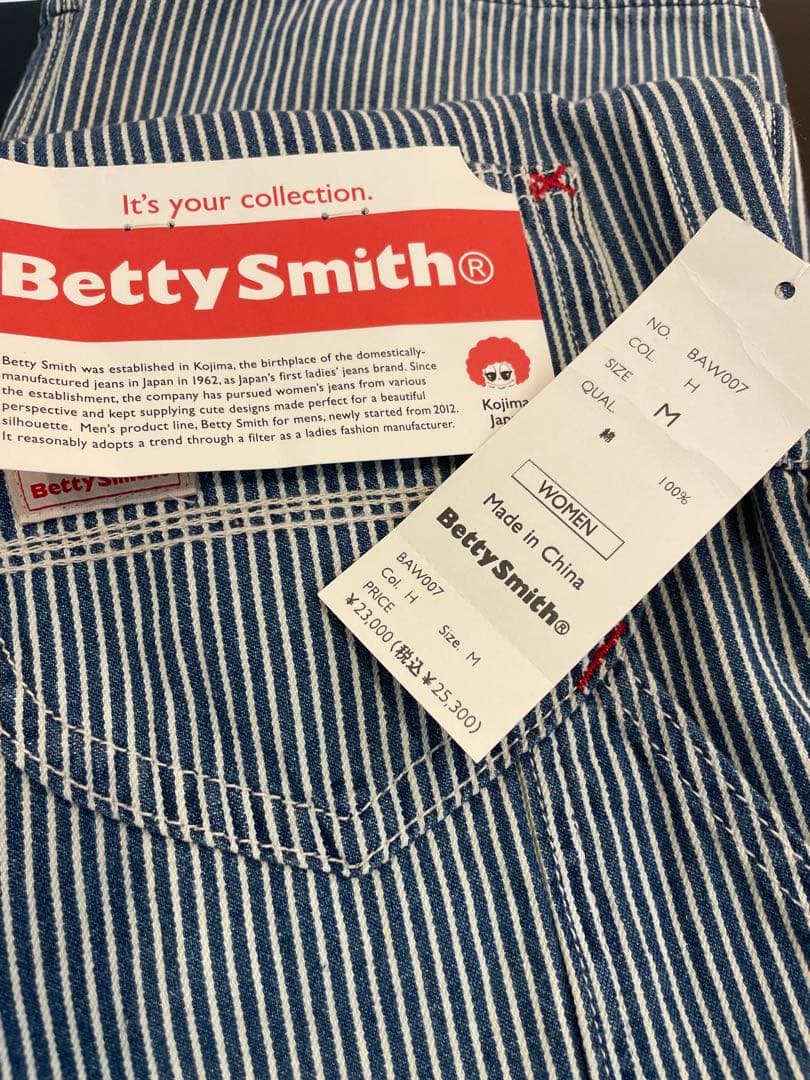 It's your collection.
BettySmith®
Betty Smith was established in Kojima, the birthplace of the domestically-
manufactured jeans in Japan in 1962, as Japan's first ladies' jeans brand. Since
the establishment, the company has pursued women's jeans from various
perspective and kept supplying cute designs made perfect for a beautiful
silhouette. Men's product line, Betty Smith for mens, newly started from 2012.
It reasonably adopts a trend through a filter as a ladies fashion manufacturer.
Kojima
NO. BAW007
COL. H
SIZE M
QUAL
綿 100%
WOMEN
Made in China
BettySmith®
BAW007
Col. H Size. M
PRICE
¥23,000 (税込¥25,300)
Betty